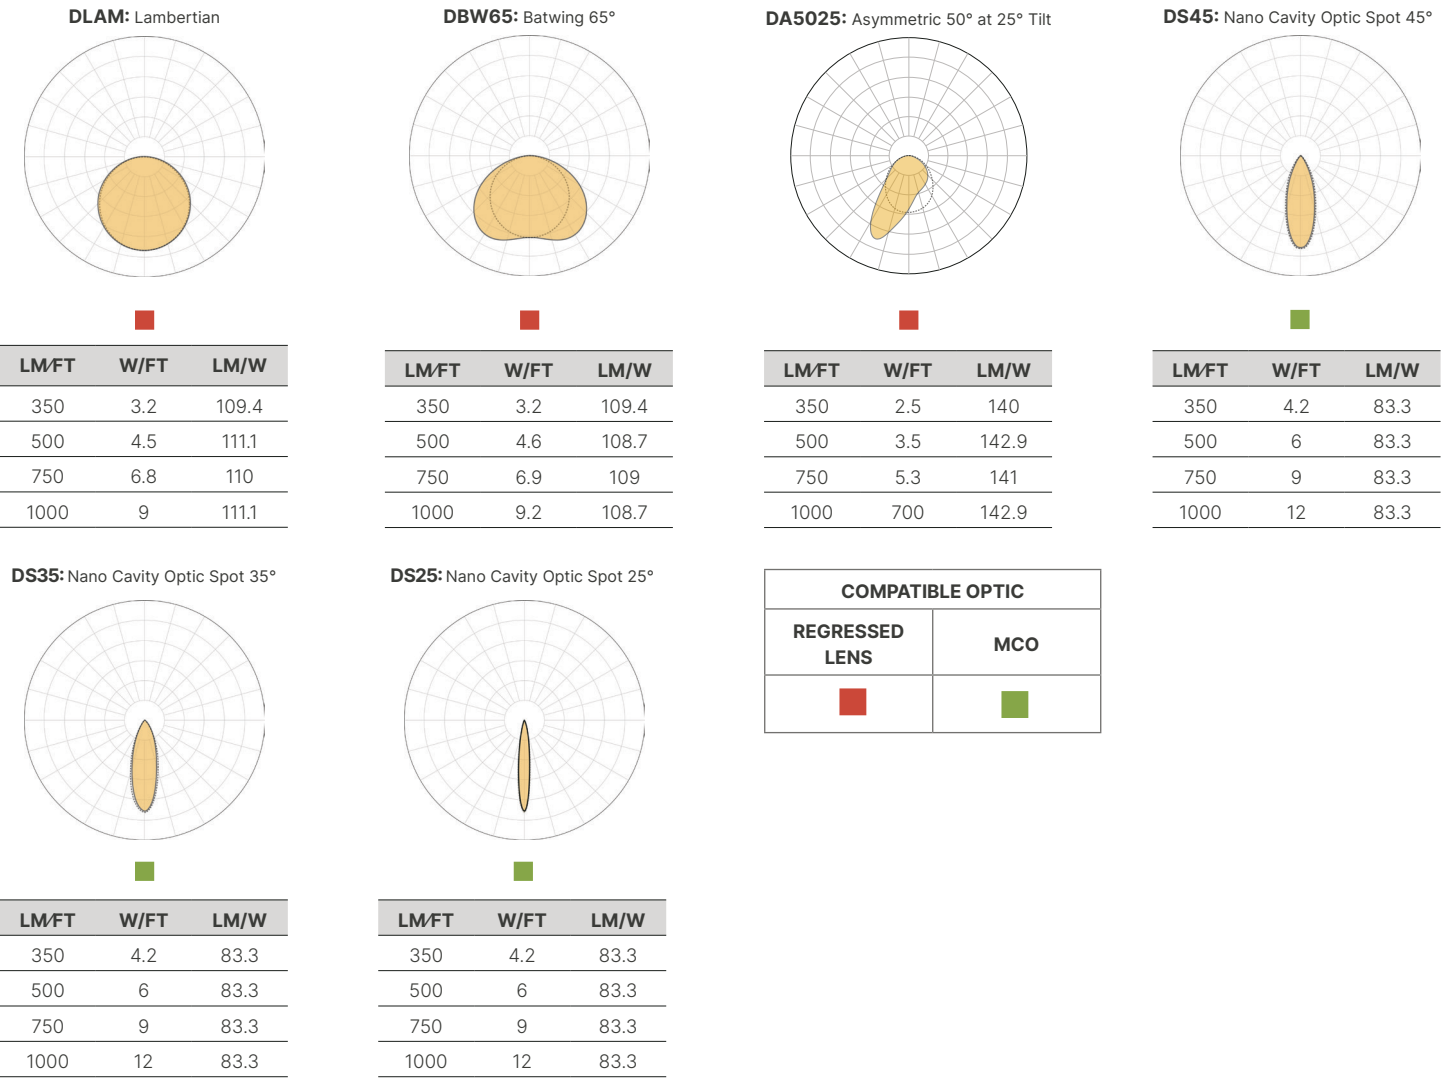 DLAM: Lambertian
LM/FT W/FT LM/W
350 3.2 109.4
500 4.5 111.1
750 6.8 110
1000 9 111.1
DBW65: Batwing 65°
LM/FT W/FT LM/W
350 3.2 109.4
500 4.6 108.7
750 6.9 109
1000 9.2 108.7
DA5025: Asymmetric 50° at 25° Tilt
LM/FT W/FT LM/W
350 2.5 140
500 3.5 142.9
750 5.3 141
1000 700 142.9
DS45: Nano Cavity Optic Spot 45°
LM/FT W/FT LM/W
350 4.2 83.3
500 6 83.3
750 9 83.3
1000 12 83.3
DS35: Nano Cavity Optic Spot 35°
LM/FT W/FT LM/W
350 4.2 83.3
500 6 83.3
750 9 83.3
1000 12 83.3
DS25: Nano Cavity Optic Spot 25°
LM/FT W/FT LM/W
350 4.2 83.3
500 6 83.3
750 9 83.3
1000 12 83.3
COMPATIBLE OPTIC
REGRESSED
LENS
MCO